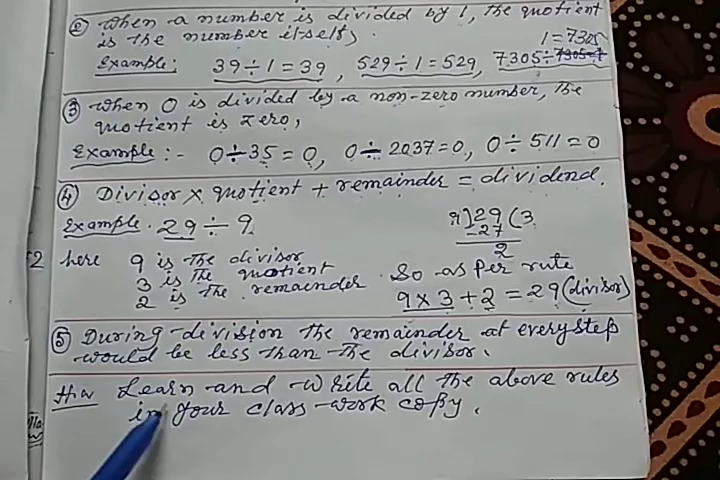 ② When a number is divided by 1, the quotient
is the number itself,
1=7305
Example: 39÷1=39, 529÷1=529, 7305÷
③ When 0 is divided by a non-zero number, the
quotient is zero,
Example:- 0÷35=0, 0÷2037=0, 0÷511=0
④ Divisor x quotient + remainder = dividend.
Example. 29÷9
9)29(3
-27
2
here 9 is the divisor
3 is the quotient
2 is the remainder. So as per rule
9x3+2=29(divisor)
⑤ During division the remainder at every step
would be less than the divisor.
H.W Learn and write all the above rules
in your class-work copy.